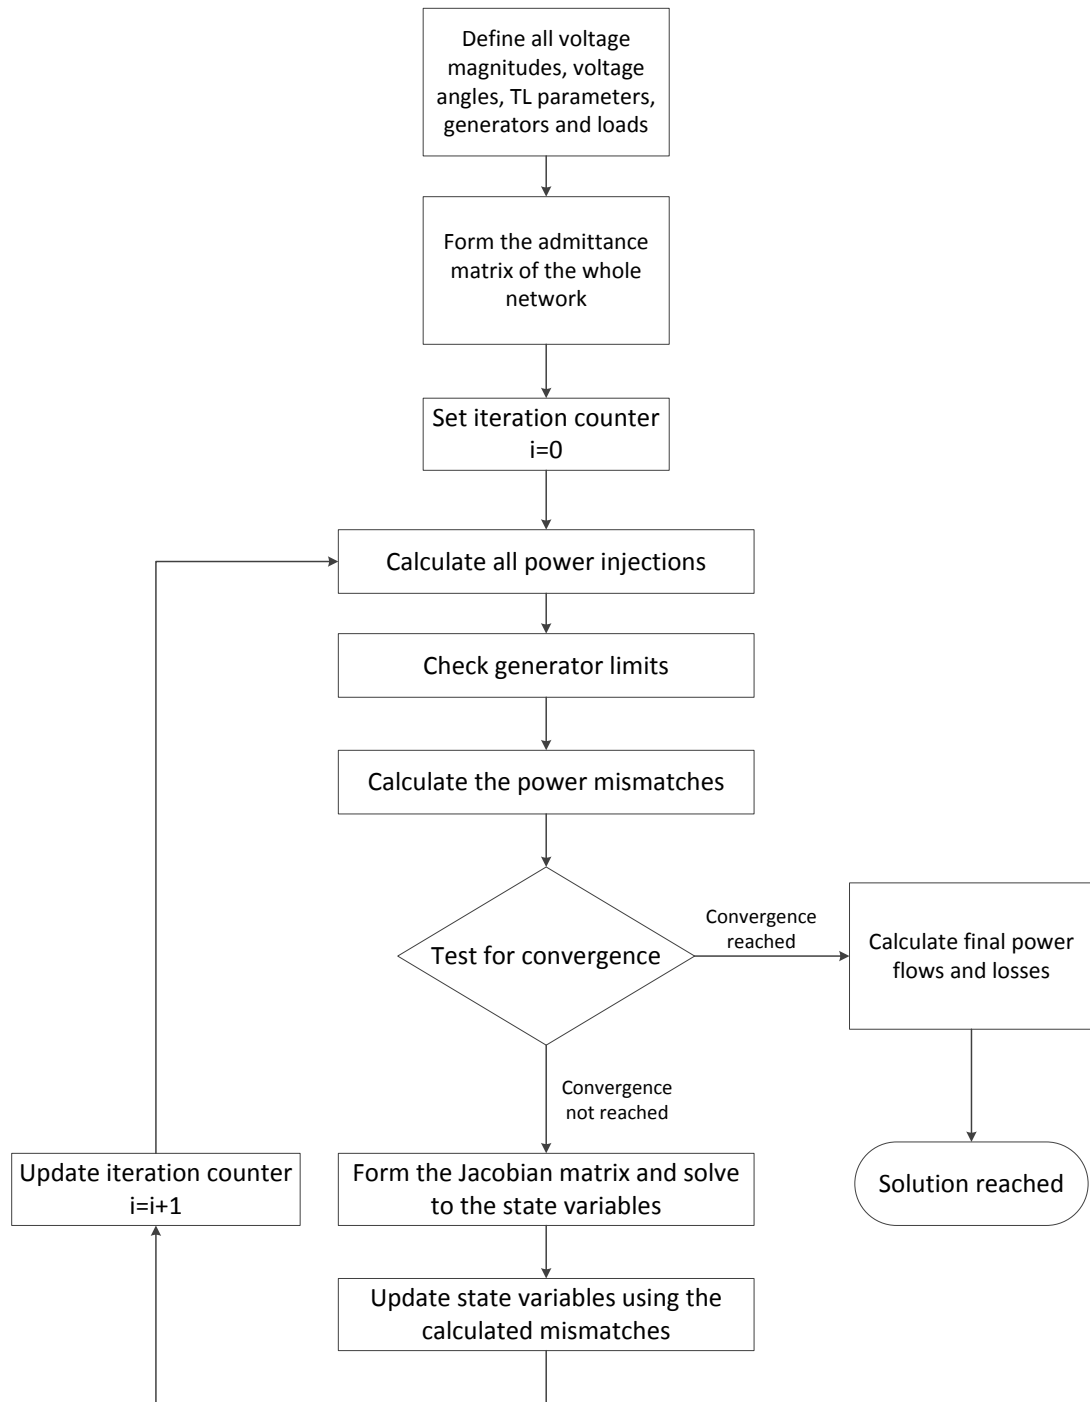 Define all voltage
magnitudes, voltage
angles, TL parameters,
generators and loads
Form the admittance
matrix of the whole
network
Set iteration counter
i=0
Calculate all power injections
Check generator limits
Calculate the power mismatches
Test for convergence
Convergence
reached
Calculate final power
flows and losses
Convergence
not reached
Update iteration counter
i=i+1
Form the Jacobian matrix and solve
to the state variables
Solution reached
Update state variables using the
calculated mismatches